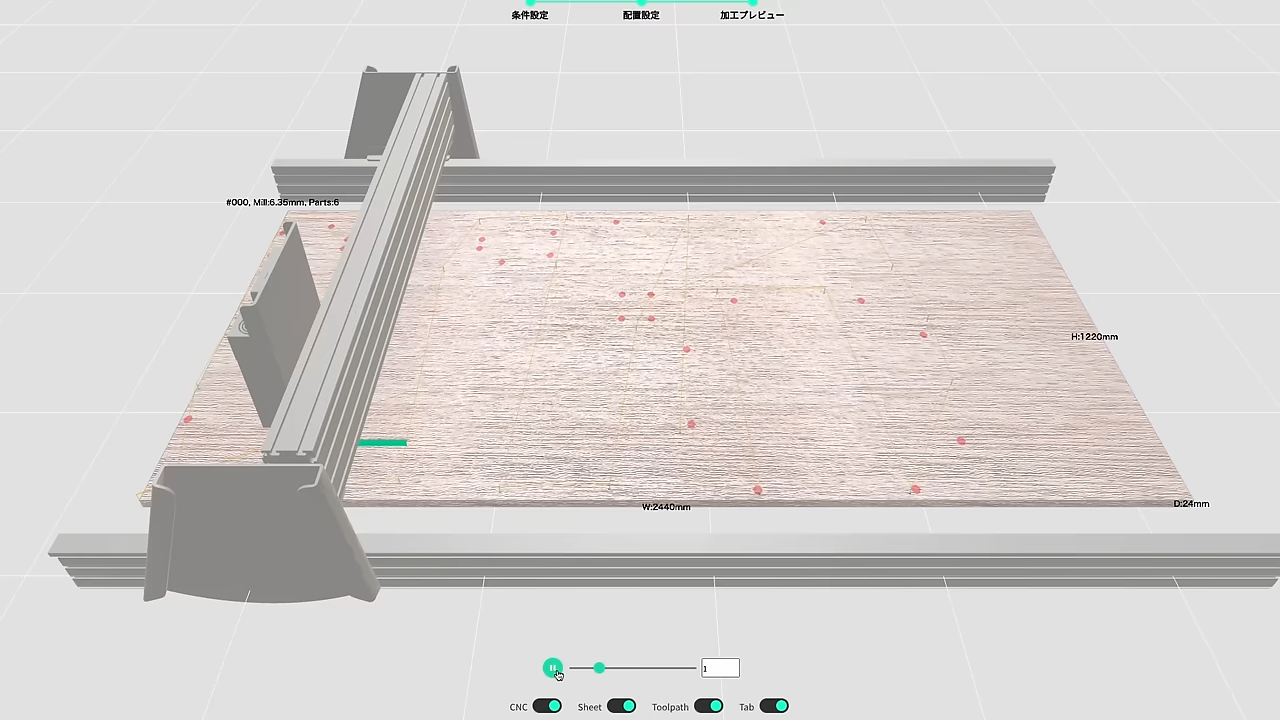 条件設定 配置設定 加工プレビュー
#000, Mill:6.35mm, Parts:6
H:1220mm
D:24mm
W:2440mm
1
CNC Sheet Toolpath Tab